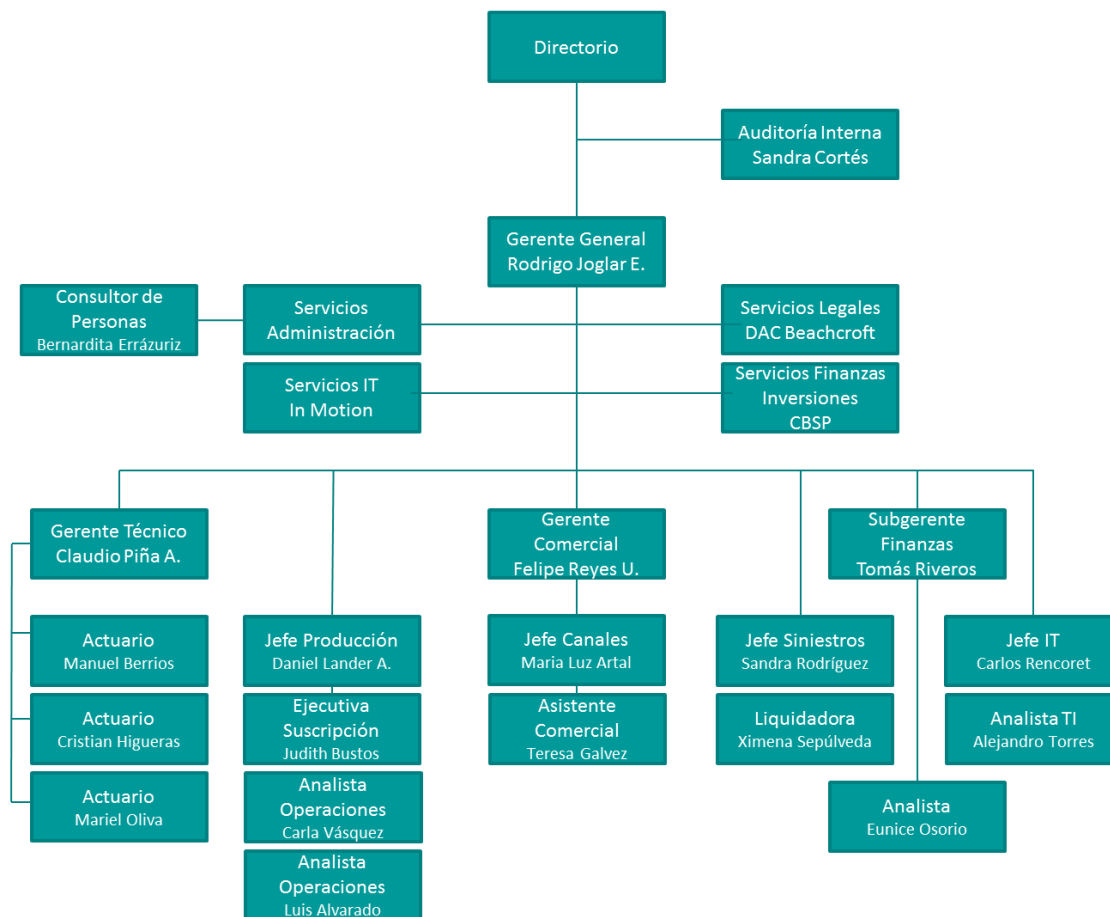 Directorio
Auditoría Interna
Sandra Cortés
Gerente General
Rodrigo Joglar E.
Consultor de
Personas
Bernardita Errázuriz
Servicios
Administración
Servicios Legales
DAC Beachcroft
Servicios IT
In Motion
Servicios Finanzas
Inversiones
CBSP
Gerente Técnico
Claudio Piña A.
Gerente
Comercial
Felipe Reyes U.
Subgerente
Finanzas
Tomás Riveros
Actuario
Manuel Berrios
Jefe Producción
Daniel Lander A.
Jefe Canales
Maria Luz Artal
Jefe Siniestros
Sandra Rodríguez
Jefe IT
Carlos Rencoret
Actuario
Cristian Higueras
Ejecutiva
Suscripción
Judith Bustos
Asistente
Comercial
Teresa Galvez
Liquidadora
Ximena Sepúlveda
Analista TI
Alejandro Torres
Actuario
Mariel Oliva
Analista
Operaciones
Carla Vásquez
Analista
Eunice Osorio
Analista
Operaciones
Luis Alvarado